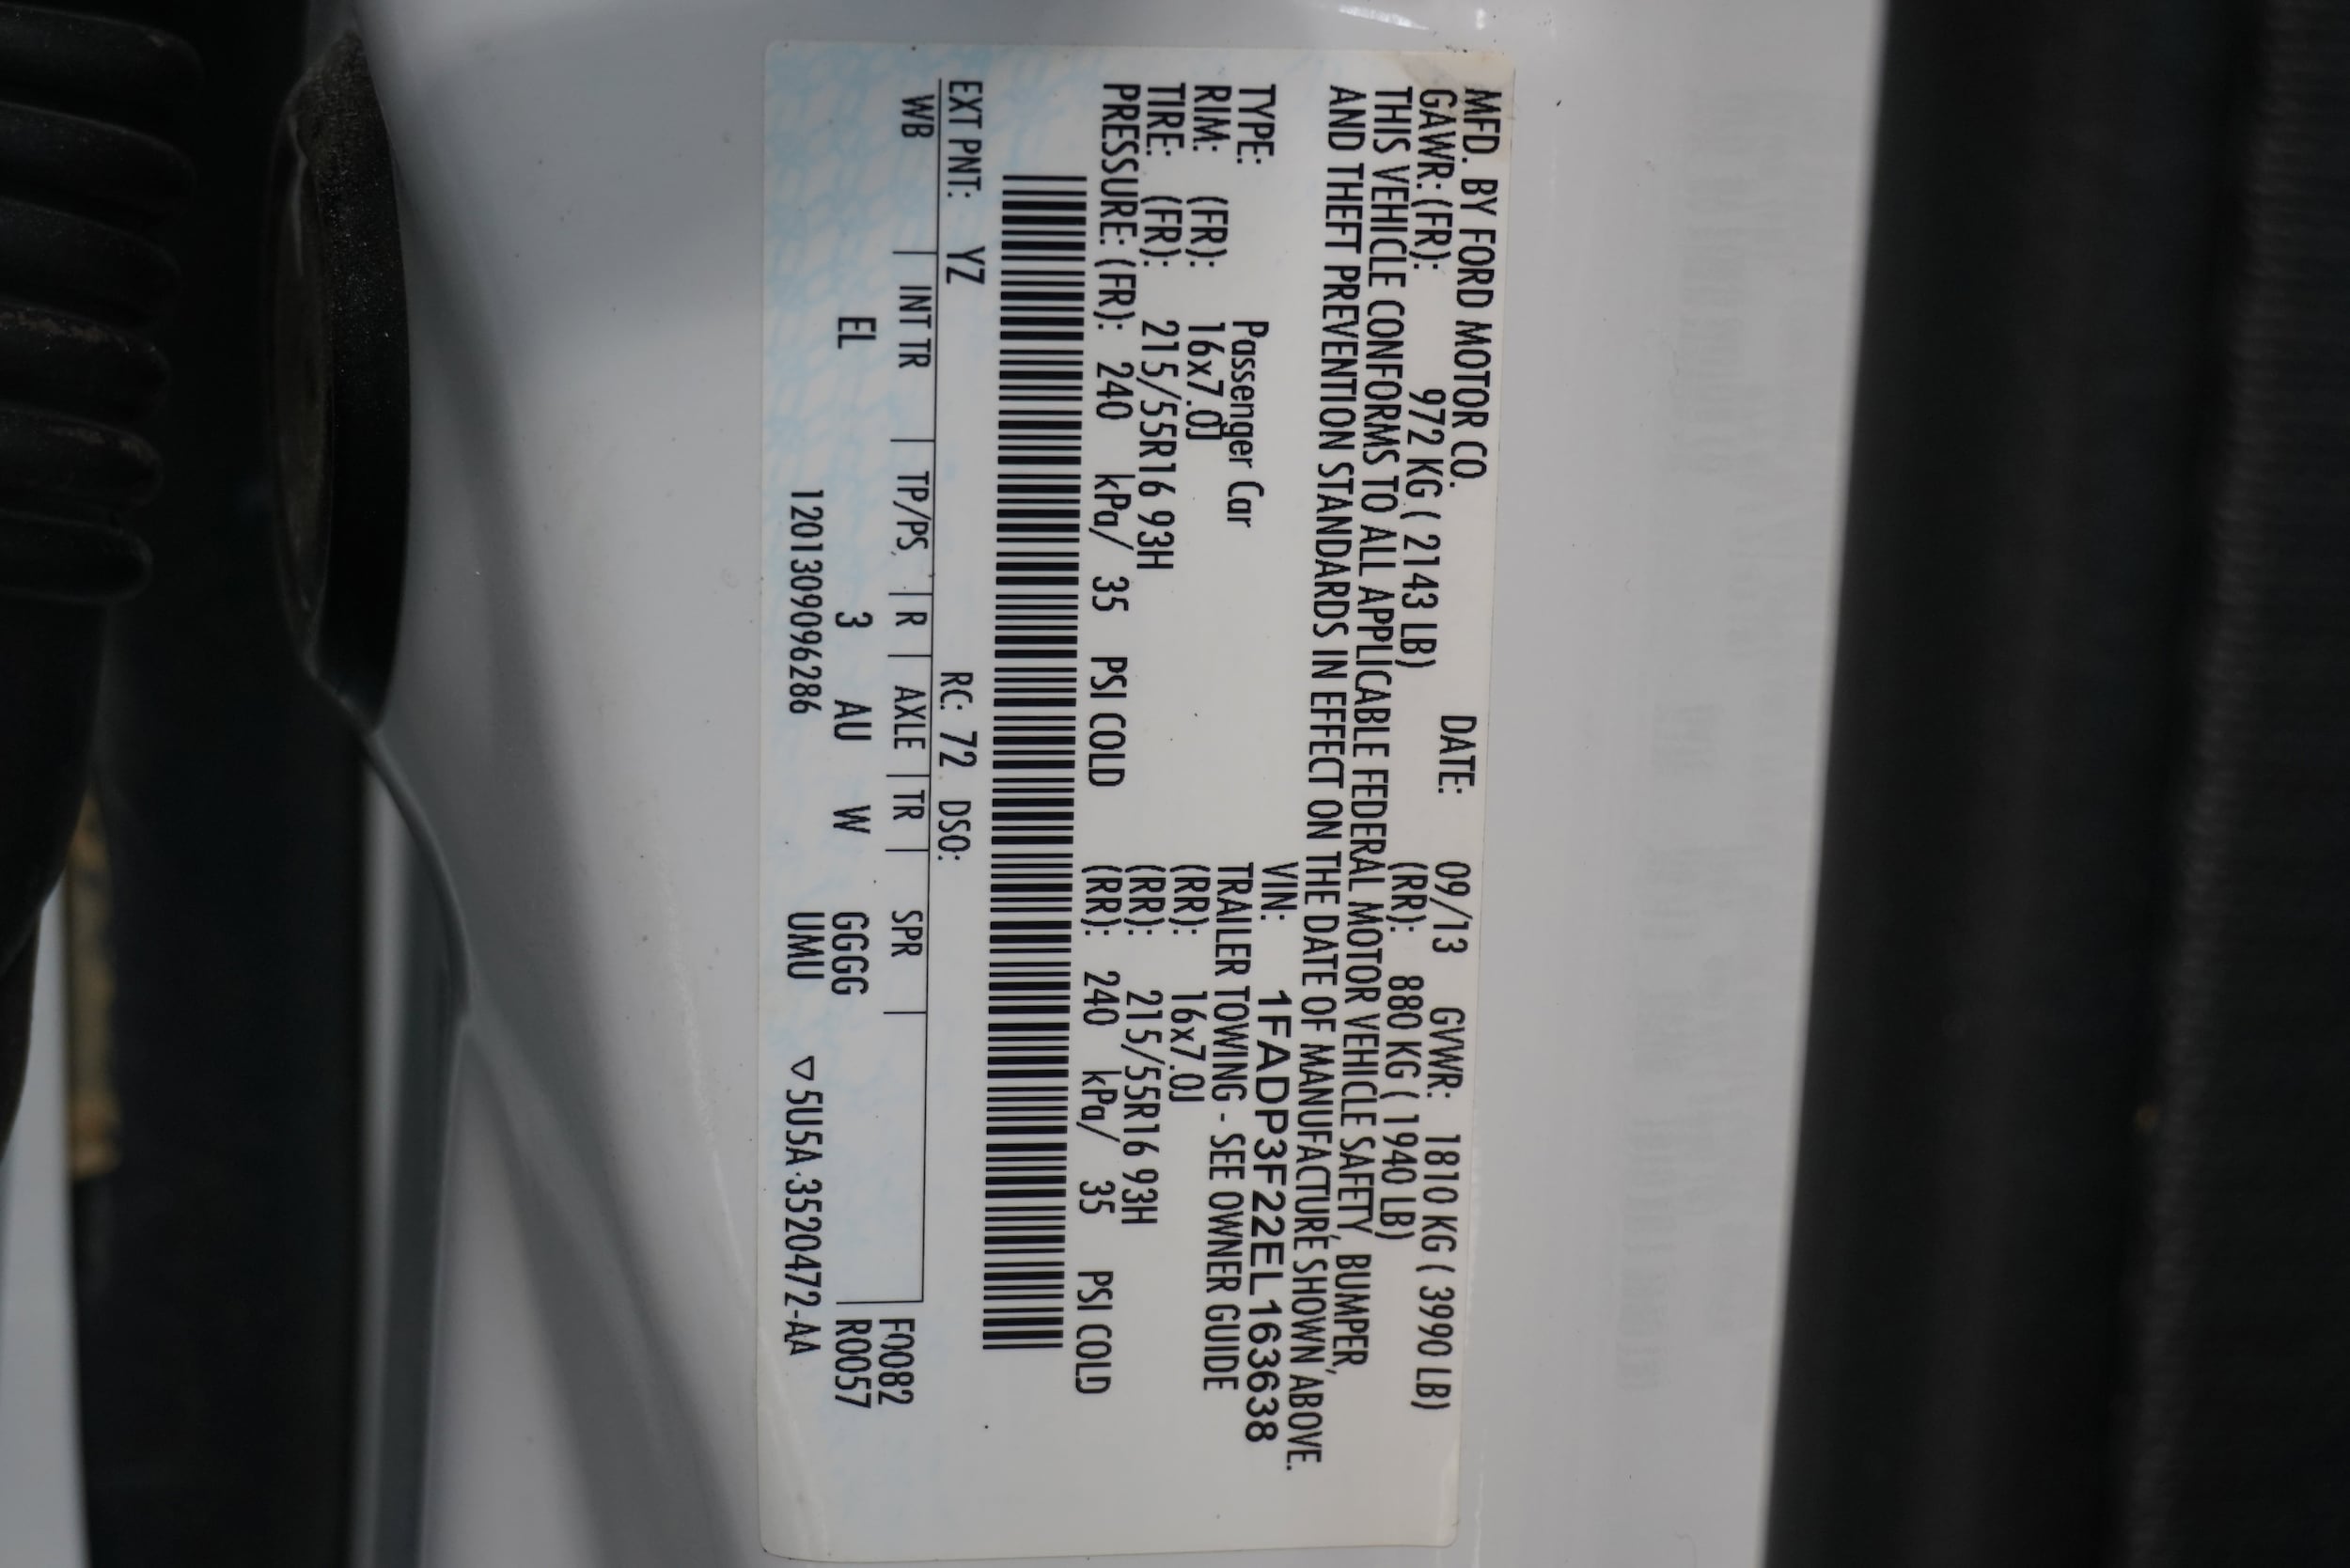 MFD. BY FORD MOTOR CO. DATE: 09/13 GVWR: 1810 KG ( 3990 LB)
GAWR: (FR): 972 KG ( 2143 LB) (RR): 880 KG ( 1940 LB)
THIS VEHICLE CONFORMS TO ALL APPLICABLE FEDERAL MOTOR VEHICLE SAFETY, BUMPER,
AND THEFT PREVENTION STANDARDS IN EFFECT ON THE DATE OF MANUFACTURE SHOWN ABOVE.
VIN: 1FADP3F22EL163638
TYPE: Passenger Car TRAILER TOWING - SEE OWNER GUIDE
RIM: (FR): 16x7.0J (RR): 16x7.0J
TIRE: (FR): 215/55R16 93H (RR): 215/55R16 93H
PRESSURE: (FR): 240 kPa/ 35 PSI COLD (RR): 240 kPa/ 35 PSI COLD
EXT PNT: YZ RC: 72 DSO:
WB INT TR TP/PS R AXLE TR SPR F0082
EL 3 AU W GGGG R0057
1201309096286 UMU ▽5U5A-3520472-AA